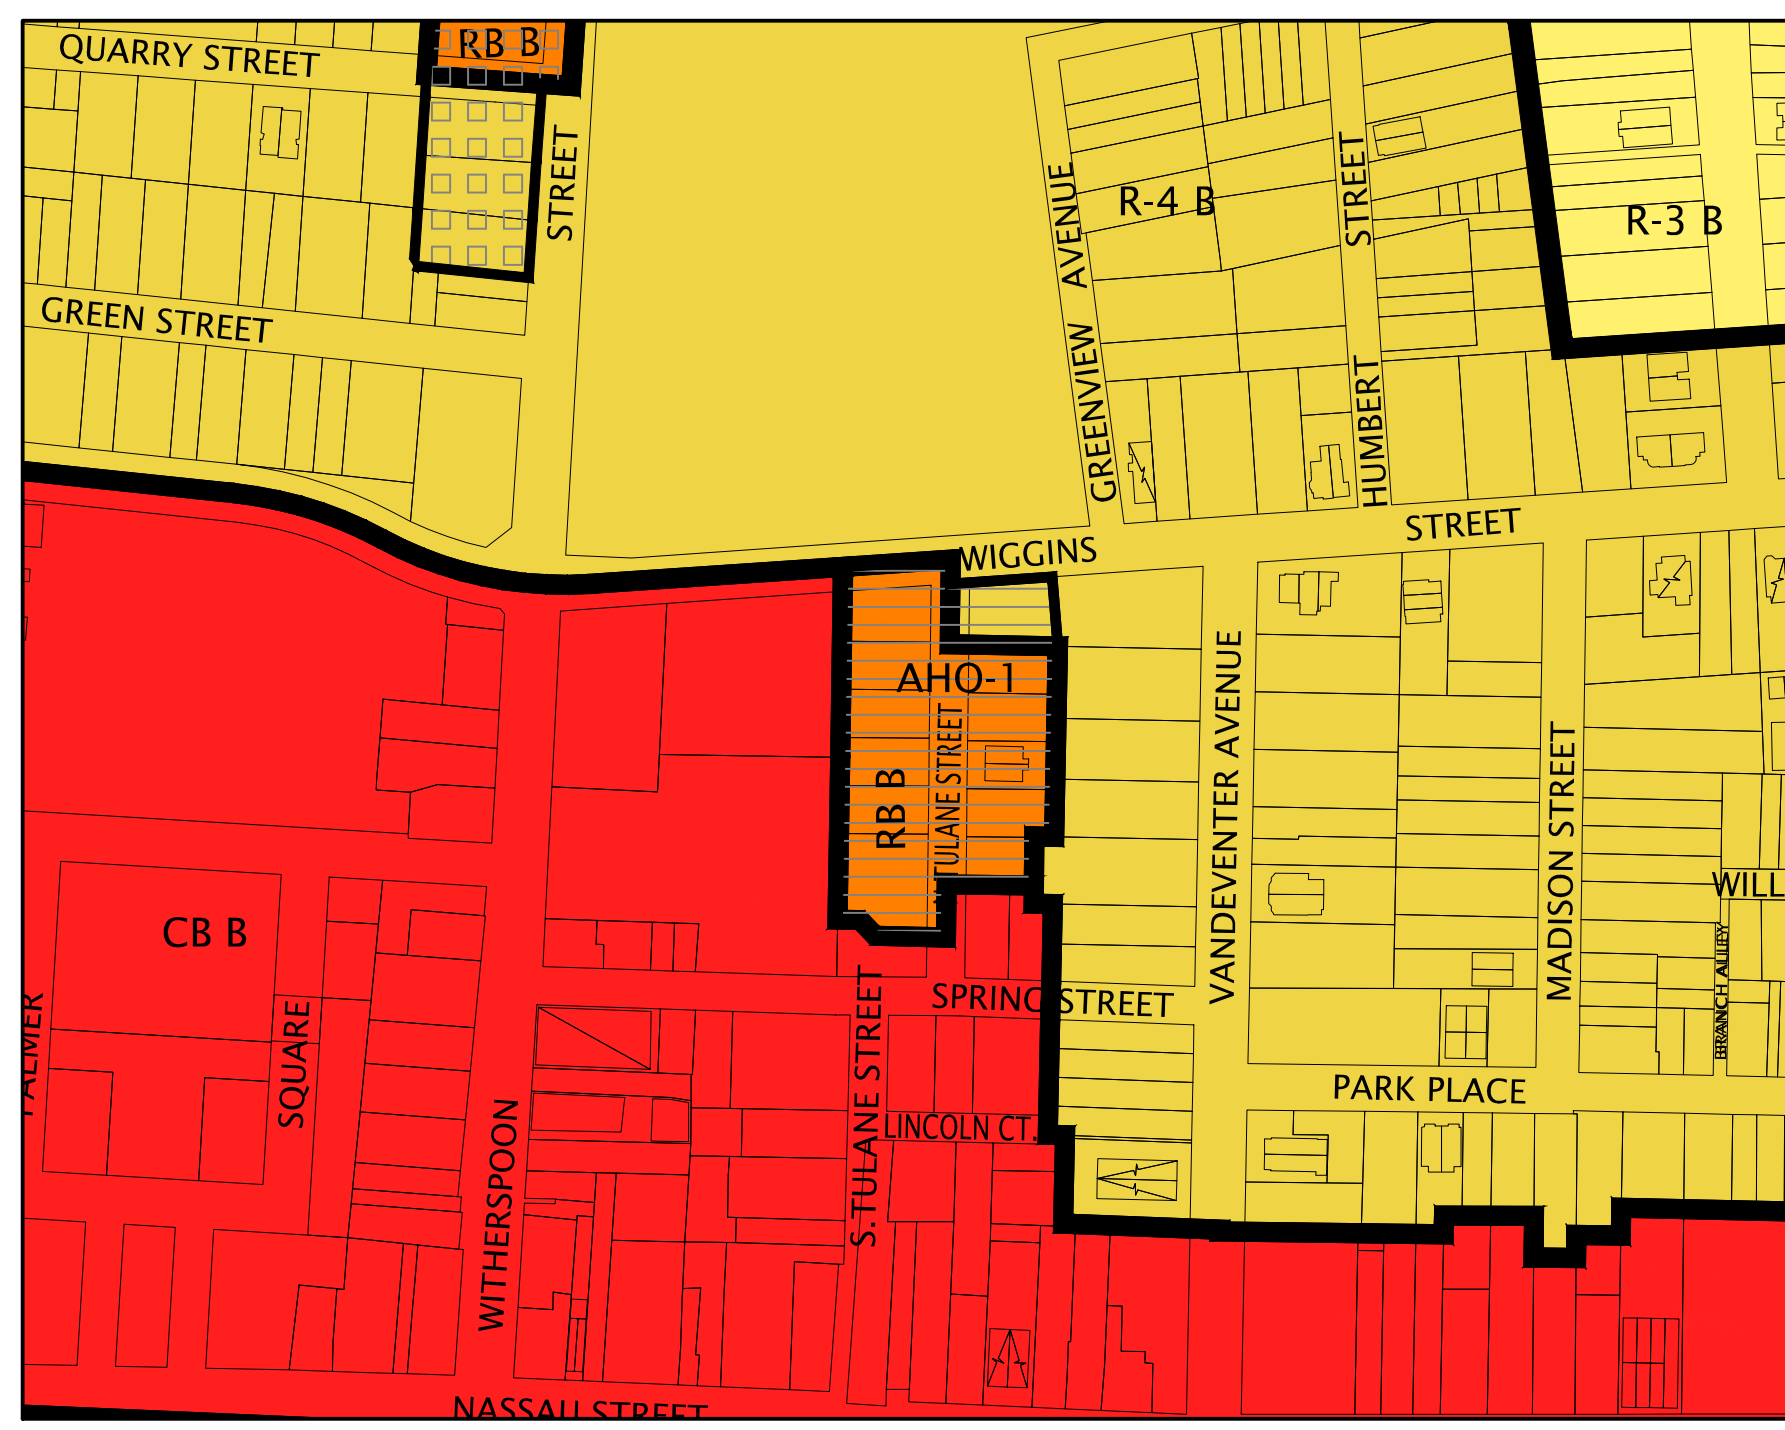 QUARRY STREET
RB B
STREET
GREEN STREET
GREENVIEW AVENUE
R-4 B
HUMBERT STREET
R-3 B
WIGGINS STREET
AHO-1
RB B
TULANE STREET
VANDEVENTER AVENUE
MADISON STREET
WILL
BRANCH ALLEY
CB B
SQUARE
WITHERSPOON
S.TULANE STREET
SPRING STREET
LINCOLN CT.
PARK PLACE
NASSAU STREET